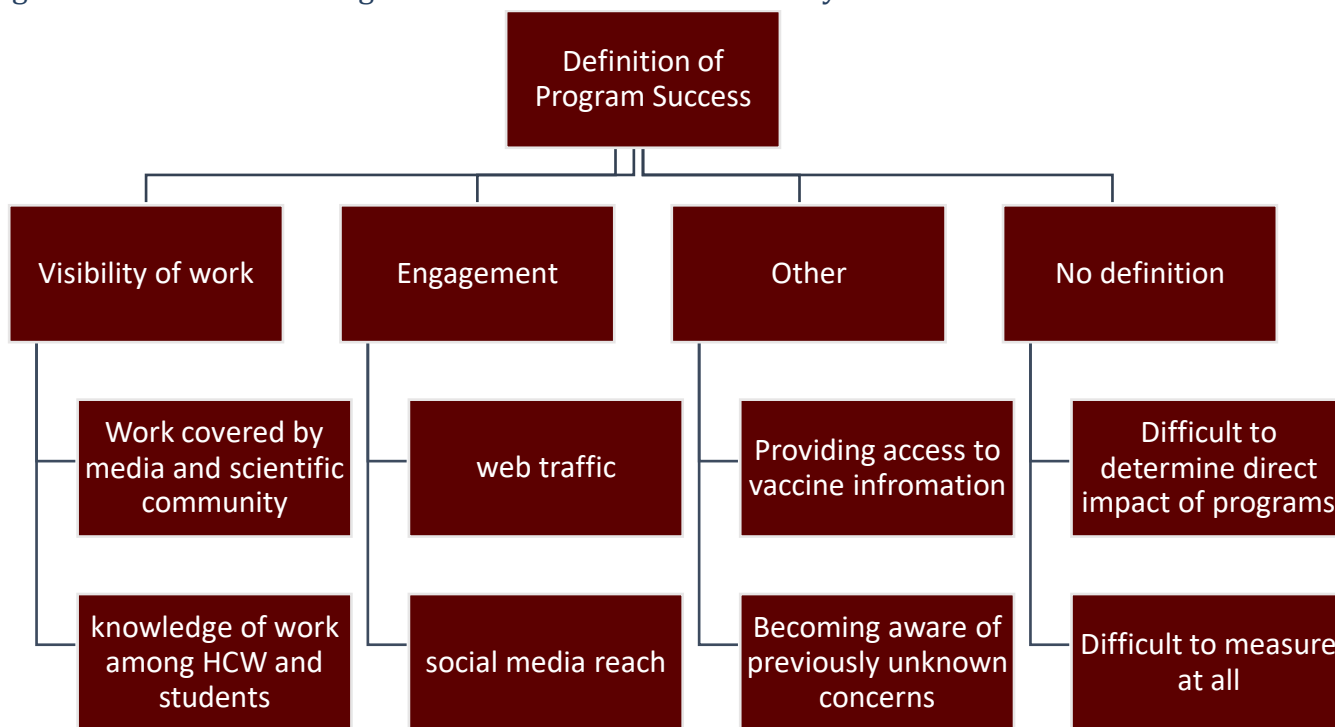 Definition of
Program Success
Visibility of work
Engagement
Other
No definition
Work covered by
media and scientific
community
web traffic
Providing access to
vaccine infromation
Difficult to
determine direct
impact of programs
knowledge of work
among HCW and
students
social media reach
Becoming aware of
previously unknown
concerns
Difficult to measure
at all